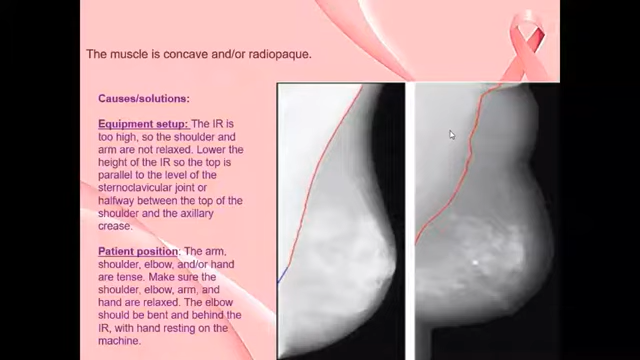 The muscle is concave and/or radiopaque.
Causes/solutions:
Equipment setup: The IR is
too high, so the shoulder and
arm are not relaxed. Lower the
height of the IR so the top is
parallel to the level of the
sternoclavicular joint or
halfway between the top of the
shoulder and the axillary
crease.
Patient position: The arm,
shoulder, elbow, and/or hand
are tense. Make sure the
shoulder, elbow, arm, and
hand are relaxed. The elbow
should be bent and behind the
IR, with hand resting on the
machine.